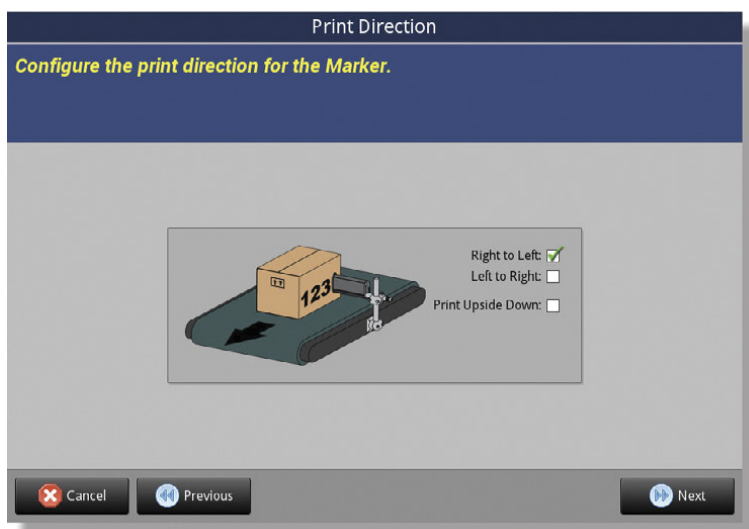 Print Direction
Configure the print direction for the Marker.
Right to Left:
Left to Right:
Print Upside Down:
123
Cancel
Previous
Next